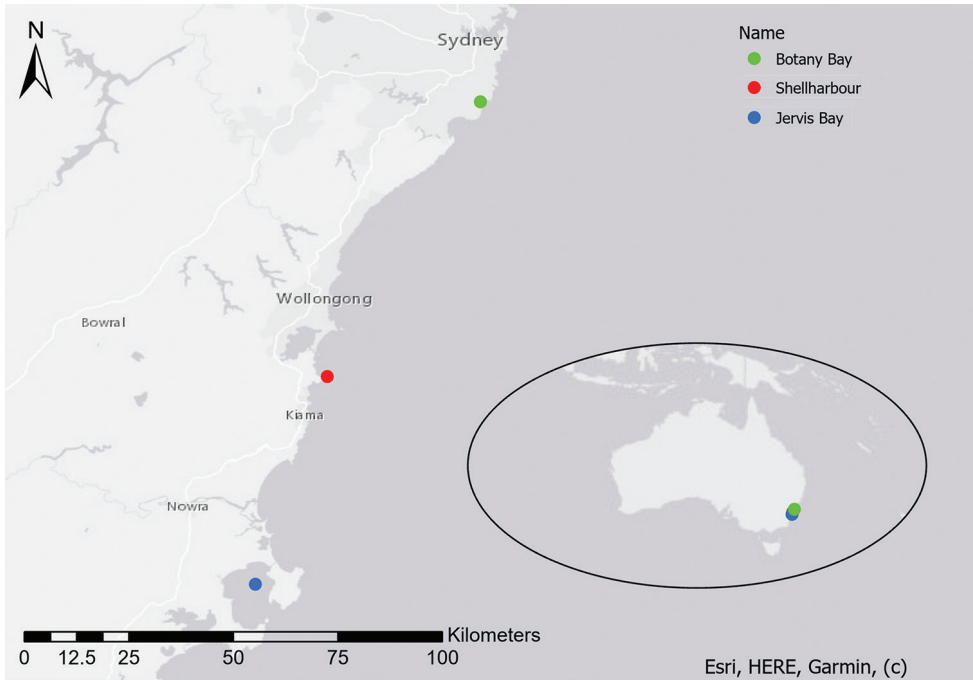 N
Sydney
Name
Botany Bay
Shellharbour
Jervis Bay
Wollongong
Bowral
Kiama
Nowra
Kilometers
0 12.5 25 50 75 100
Esri, HERE, Garmin, (c)